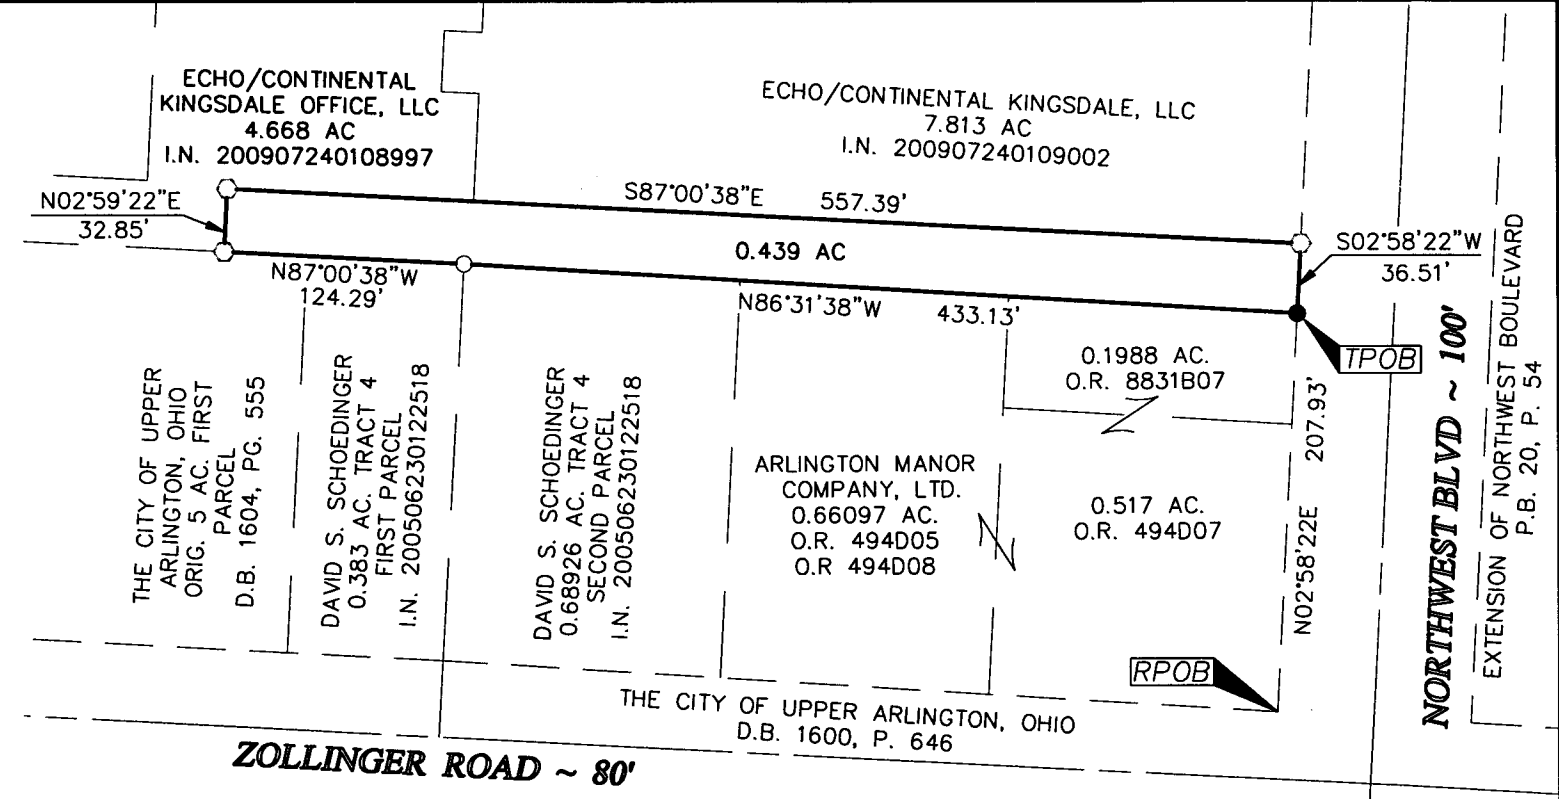 ECHO/CONTINENTAL
KINGSDALE OFFICE, LLC
4.668 AC
I.N. 200907240108997
ECHO/CONTINENTAL KINGSDALE, LLC
7.813 AC
I.N. 200907240109002
N02°59'22"E
32.85'
S87°00'38"E 557.39'
0.439 AC
S02°58'22"W
36.51'
N87°00'38"W
124.29'
N86°31'38"W 433.13'
TPOB
THE CITY OF UPPER
ARLINGTON, OHIO
ORIG. 5 AC. FIRST
PARCEL
D.B. 1604, PG. 555
DAVID S. SCHOEDINGER
0.383 AC. TRACT 4
FIRST PARCEL
I.N. 200506230122518
DAVID S. SCHOEDINGER
0.68926 AC. TRACT 4
SECOND PARCEL
I.N. 200506230122518
ARLINGTON MANOR
COMPANY, LTD.
0.66097 AC.
O.R. 494D05
O.R 494D08
0.1988 AC.
O.R. 8831B07
0.517 AC.
O.R. 494D07
N02°58'22E 207.93'
NORTHWEST BLVD ~ 100'
EXTENSION OF NORTHWEST BOULEVARD
P.B. 20, P. 54
RPOB
THE CITY OF UPPER ARLINGTON, OHIO
D.B. 1600, P. 646
ZOLLINGER ROAD ~ 80'